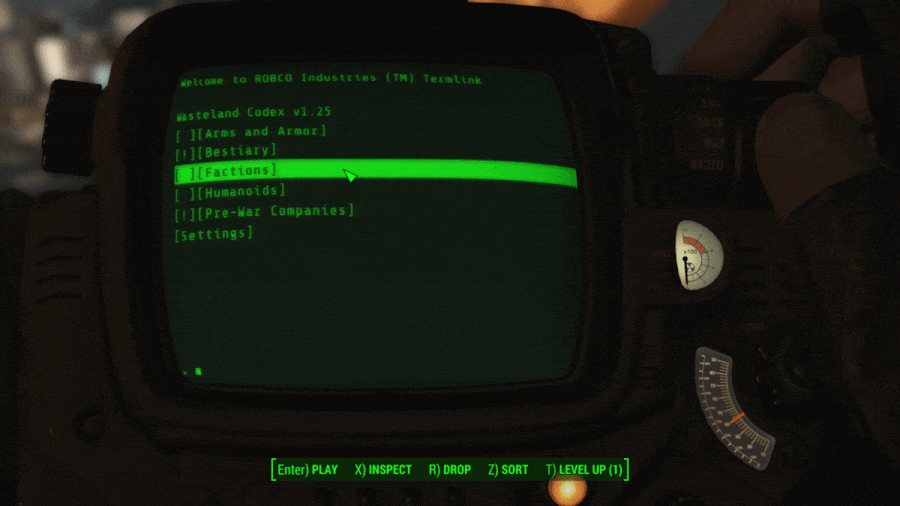 Welcome to ROBCO Industries (TM) Termlink
Wasteland Codex v1.25
[ ][Arms and Armor]
[!][Bestiary]
[ ][Factions]
[ ][Humanoids]
[!][Pre-War Companies]
[Settings]
>
x100
Enter) PLAY X) INSPECT R) DROP Z) SORT T) LEVEL UP (1)